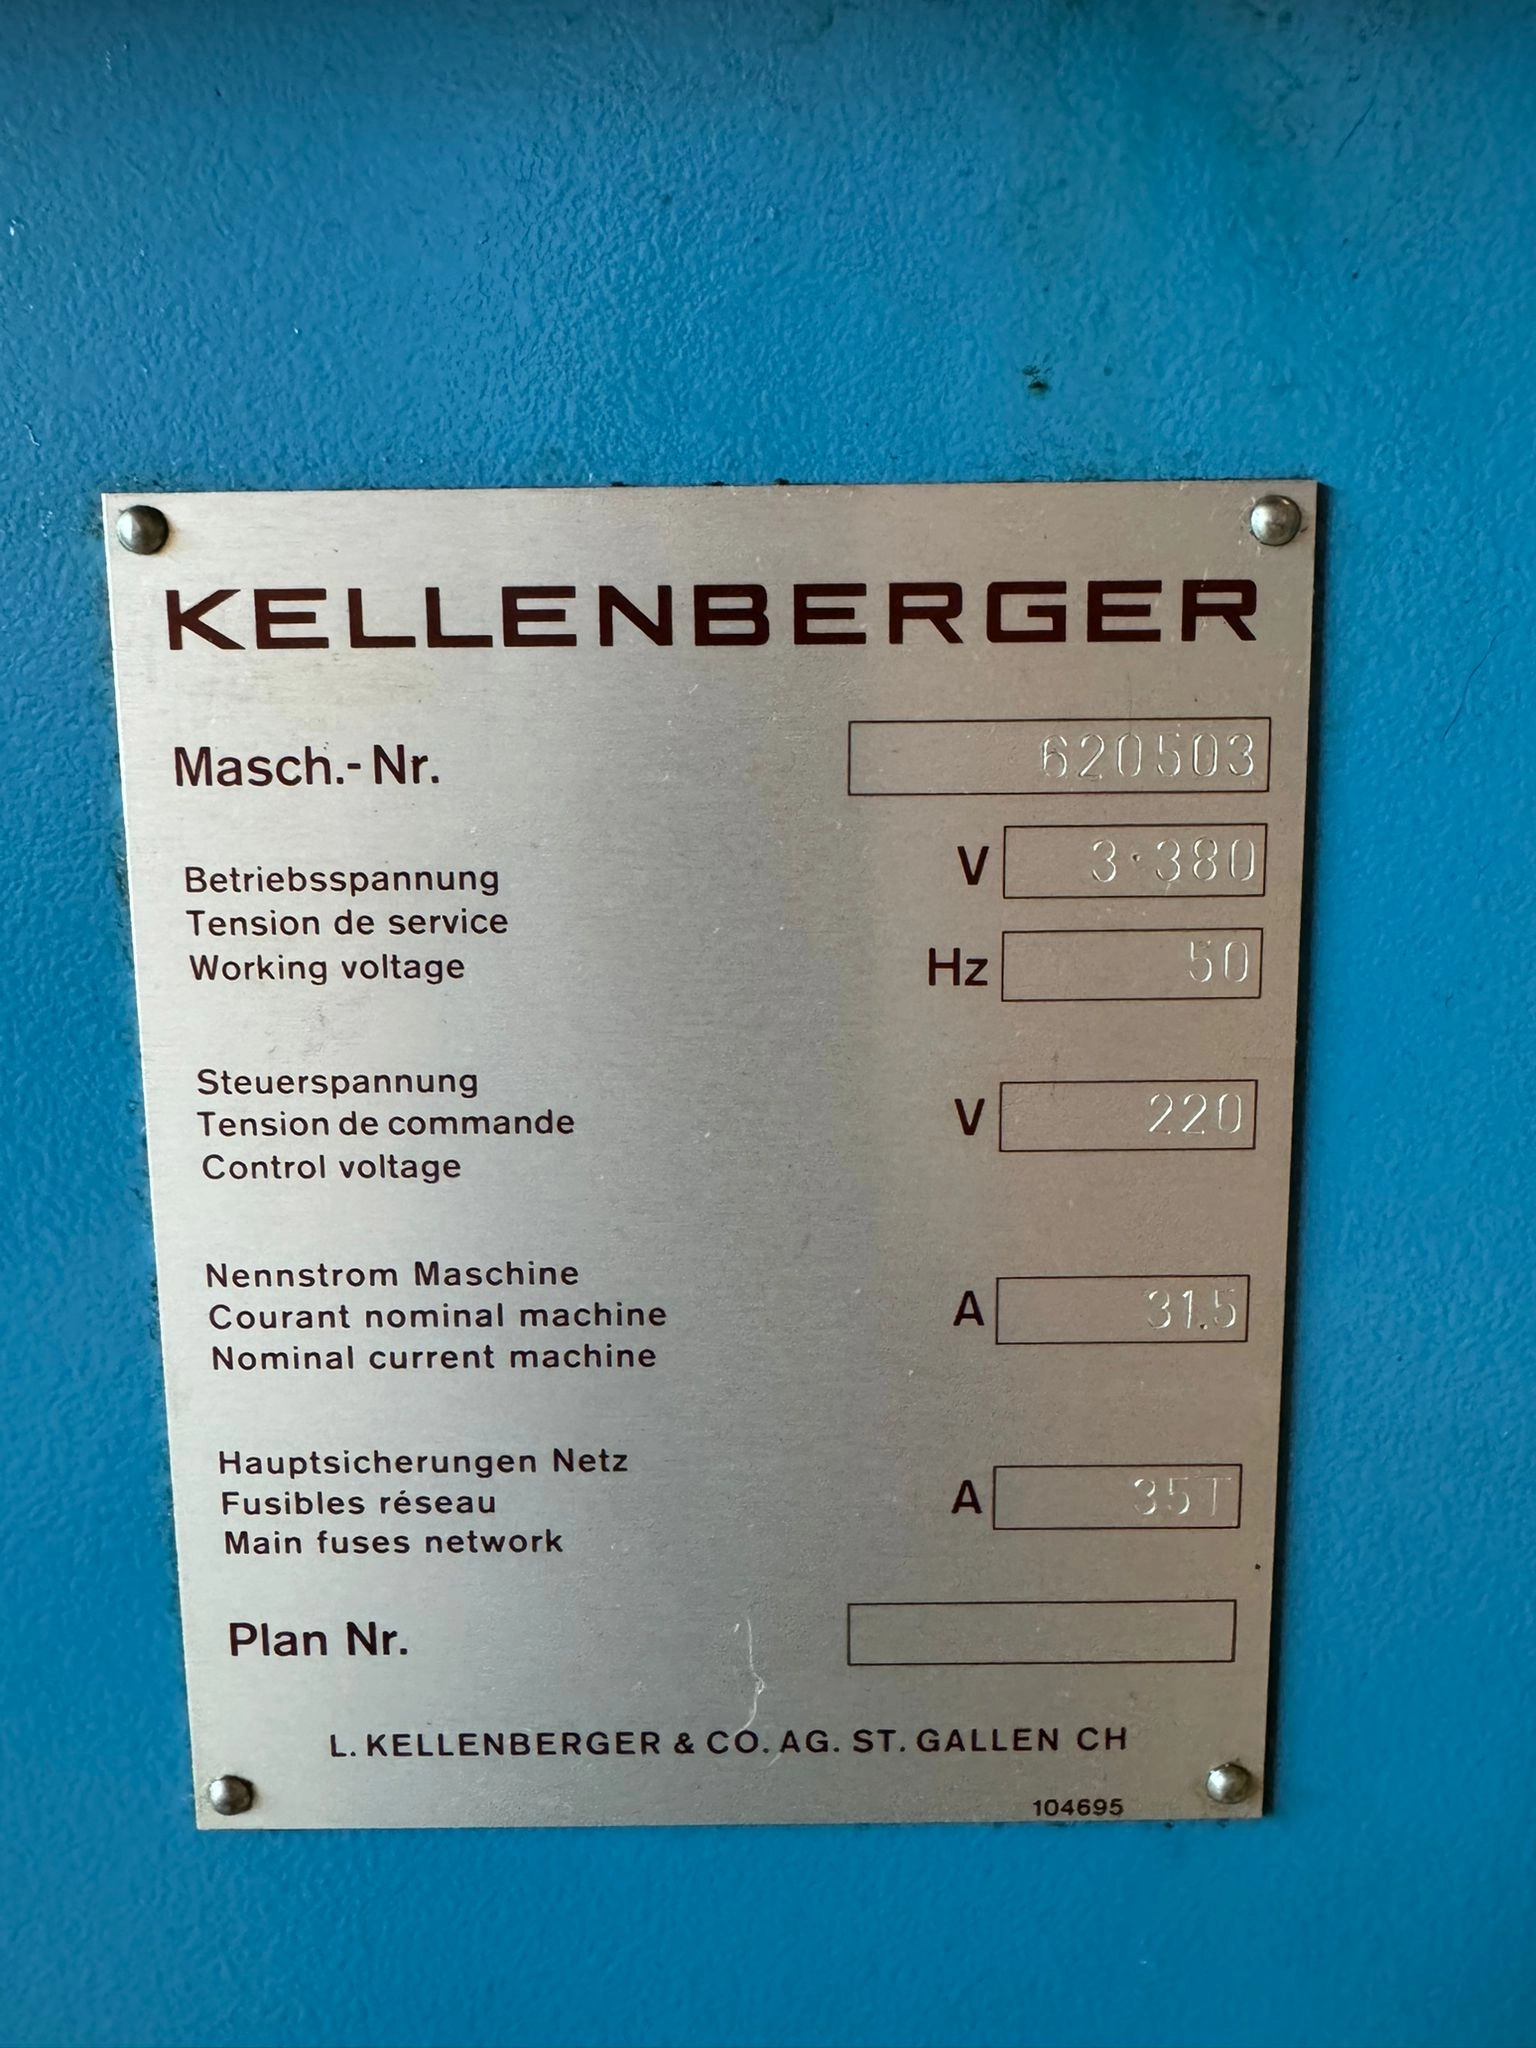 KELLENBERGER
Masch.-Nr. 620503
Betriebsspannung V 3·380
Tension de service
Working voltage Hz 50
Steuerspannung
Tension de commande V 220
Control voltage
Nennstrom Maschine
Courant nominal machine A 31.5
Nominal current machine
Hauptsicherungen Netz
Fusibles réseau A 35T
Main fuses network
Plan Nr.
L. KELLENBERGER & CO. AG. ST. GALLEN CH
104695